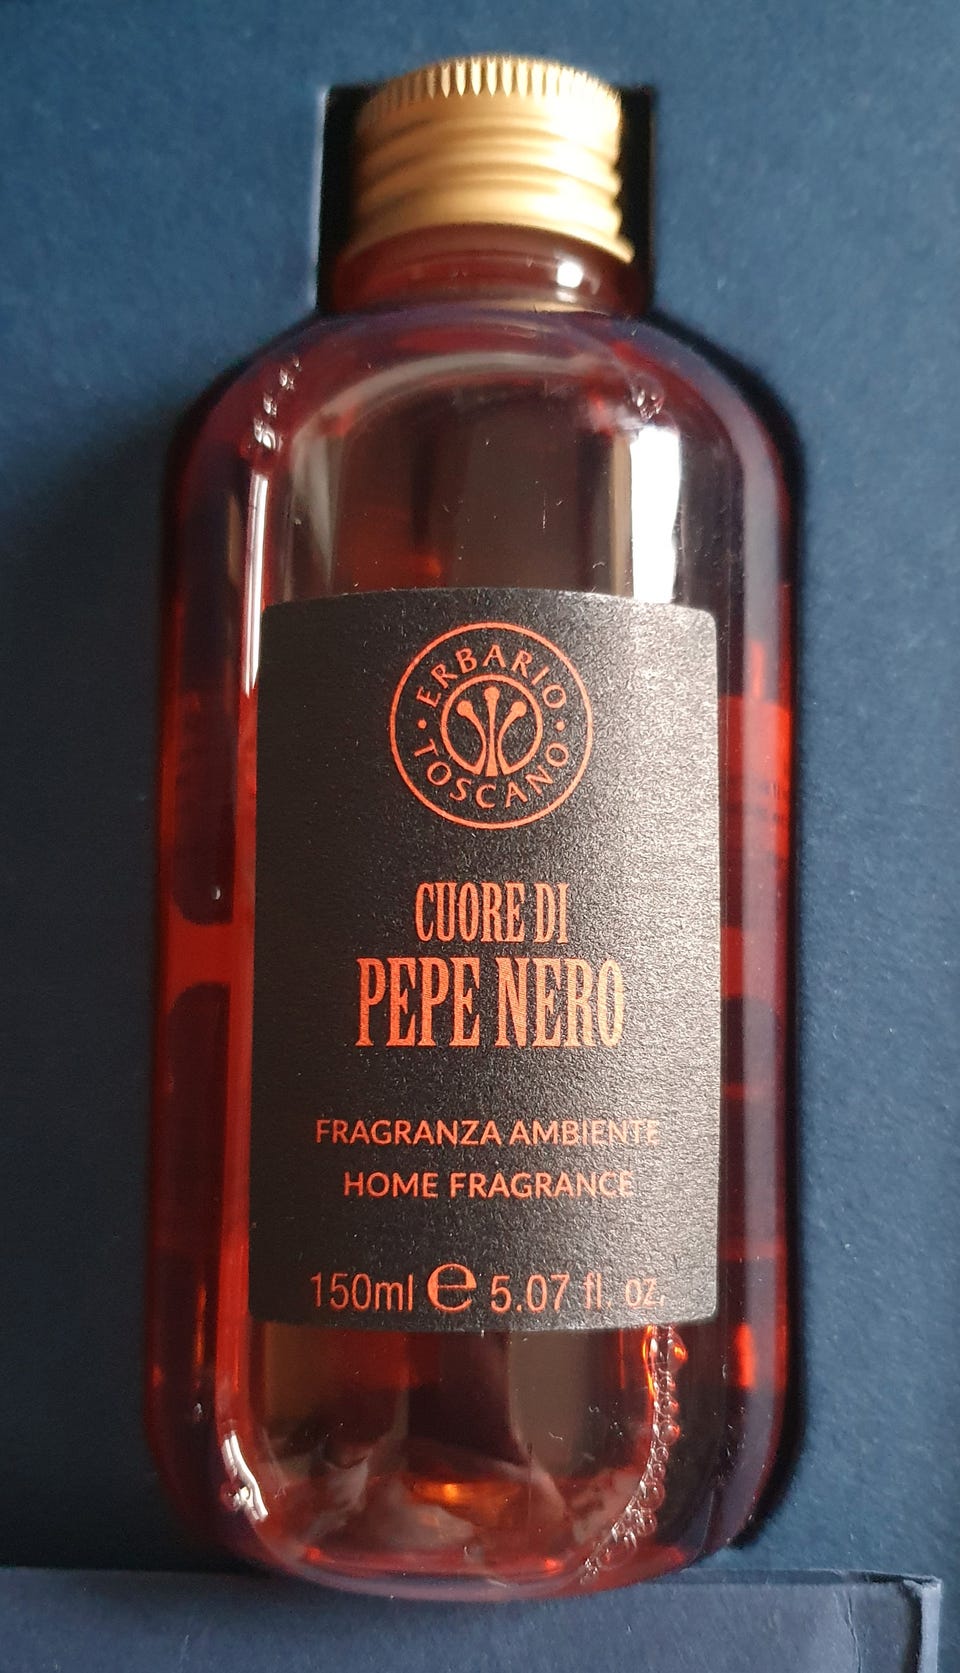 ERBARIO
TOSCANO
CUORE DI
PEPE NERO
FRAGRANZA AMBIENTE
HOME FRAGRANCE
150ml ℮ 5.07 fl. oz.